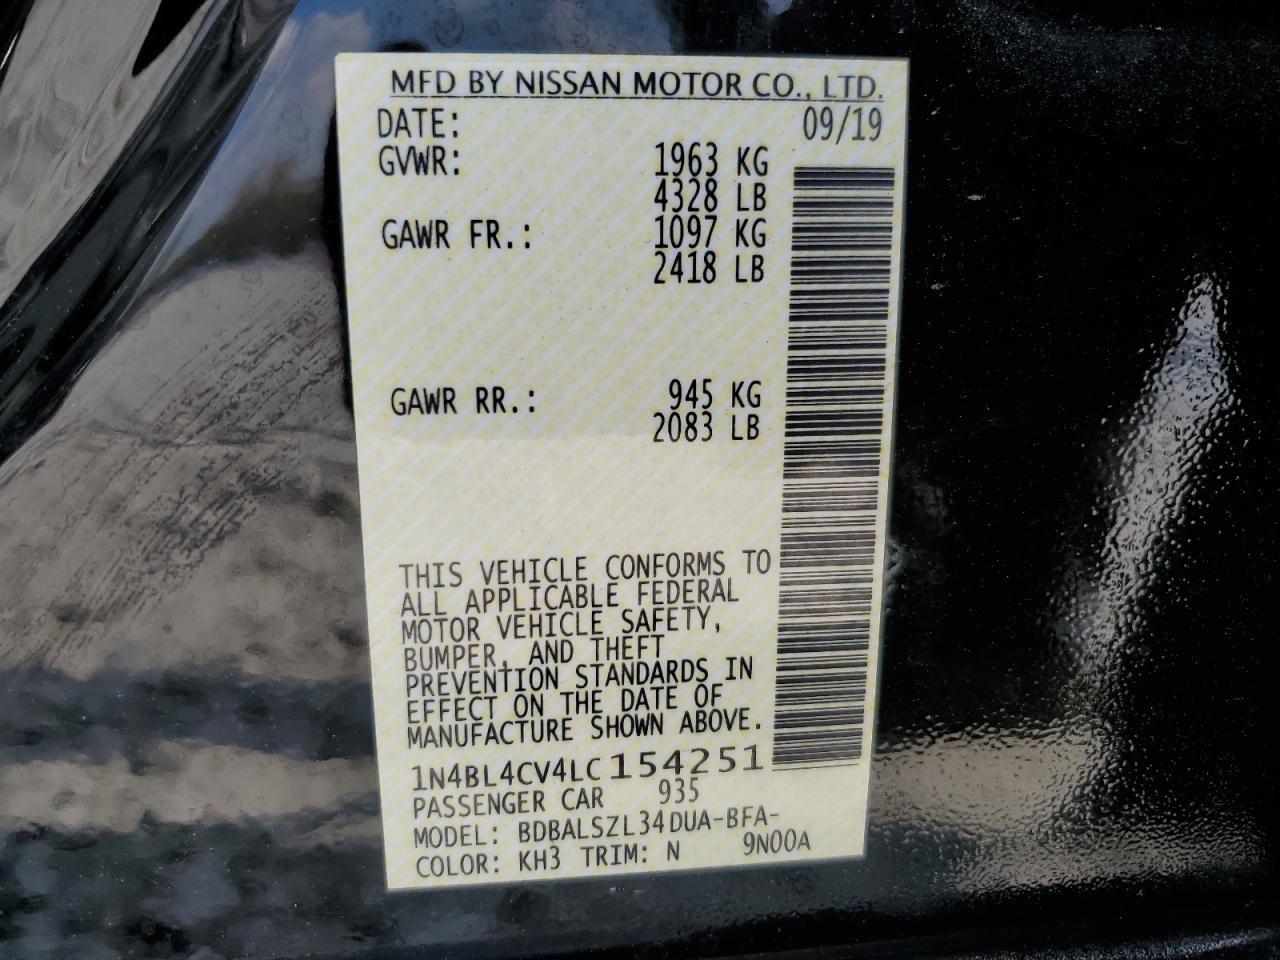 MFD BY NISSAN MOTOR CO., LTD.
DATE: 09/19
GVWR: 1963 KG
4328 LB
GAWR FR.: 1097 KG
2418 LB
GAWR RR.: 945 KG
2083 LB
THIS VEHICLE CONFORMS TO
ALL APPLICABLE FEDERAL
MOTOR VEHICLE SAFETY,
BUMPER, AND THEFT
PREVENTION STANDARDS IN
EFFECT ON THE DATE OF
MANUFACTURE SHOWN ABOVE.
1N4BL4CV4LC154251
PASSENGER CAR 935
MODEL: BDBALSZL34DUA-BFA-
COLOR: KH3 TRIM: N 9N00A